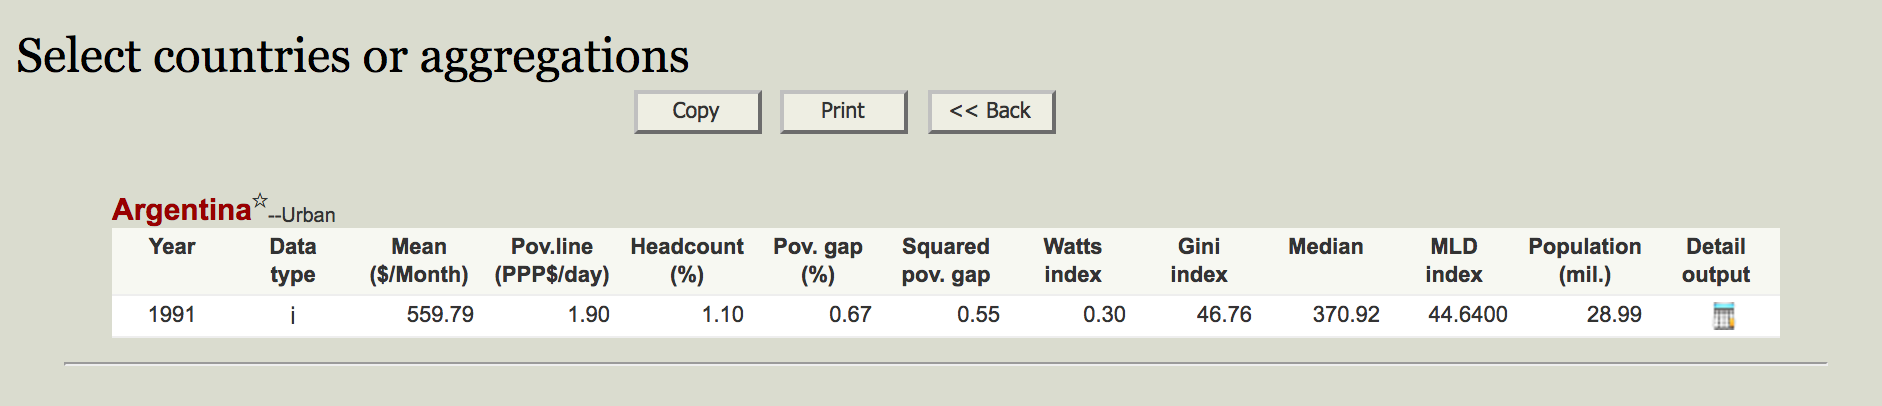 Select countries or aggregations
Copy Print << Back
Argentina☆--Urban
Year Data type Mean ($/Month) Pov.line (PPP$/day) Headcount (%) Pov. gap (%) Squared pov. gap Watts index Gini index Median MLD index Population (mil.) Detail output
1991 i 559.79 1.90 1.10 0.67 0.55 0.30 46.76 370.92 44.6400 28.99